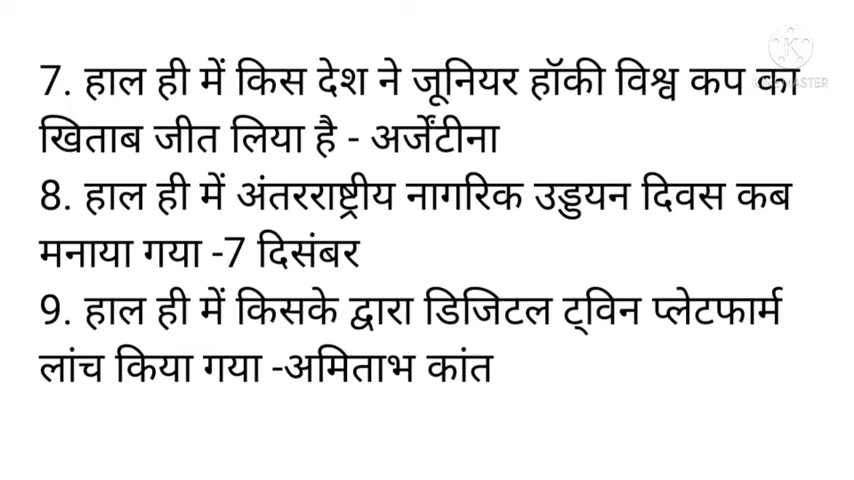 7. हाल ही में किस देश ने जूनियर हॉकी विश्व कप का
खिताब जीत लिया है - अर्जेंटीना
8. हाल ही में अंतरराष्ट्रीय नागरिक उड्डयन दिवस कब
मनाया गया -7 दिसंबर
9. हाल ही में किसके द्वारा डिजिटल ट्विन प्लेटफार्म
लांच किया गया -अमिताभ कांत